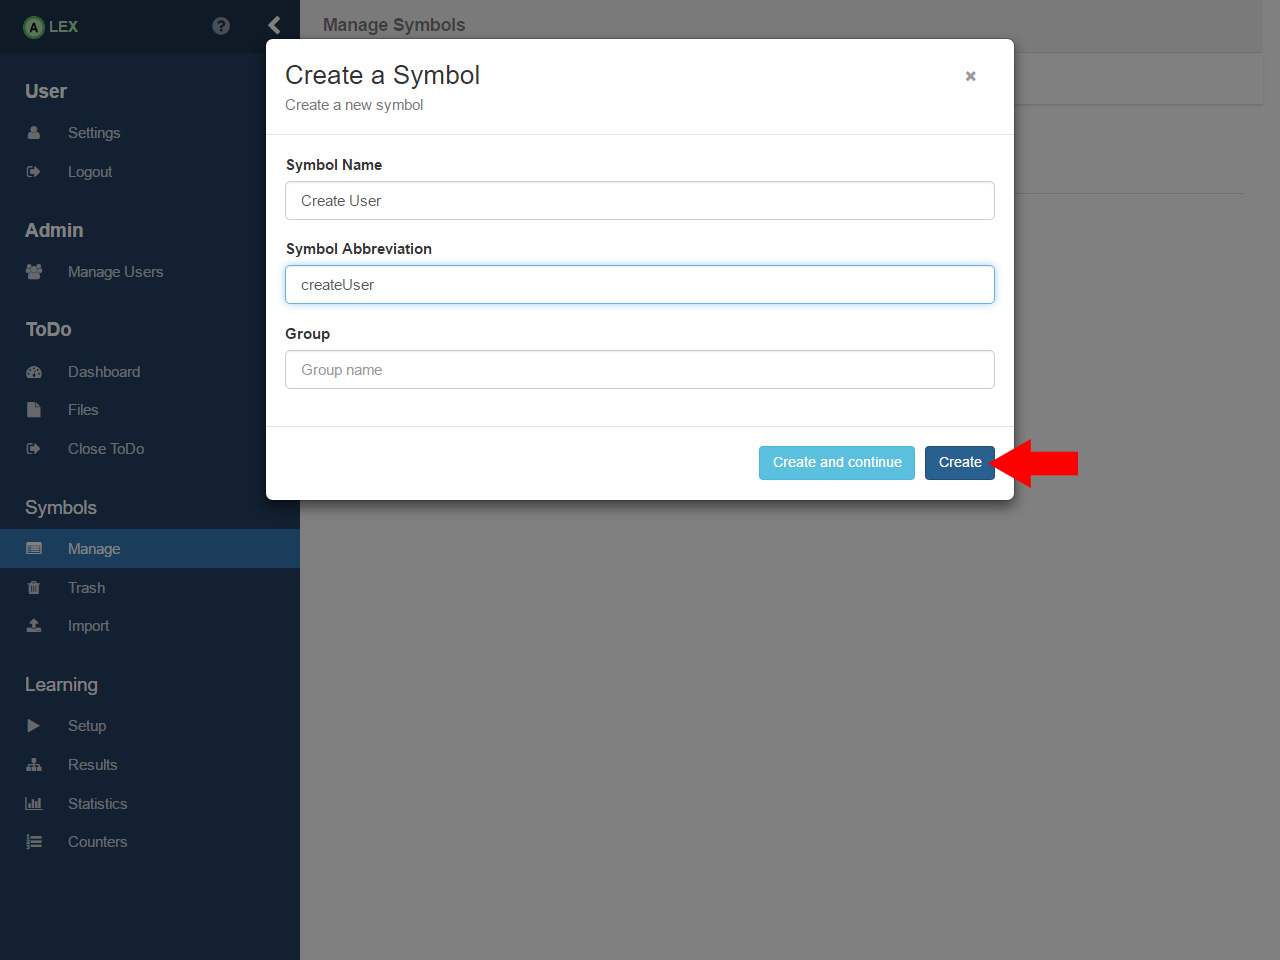 A LEX
?
User
Settings
Logout
Admin
Manage Users
ToDo
Dashboard
Files
Close ToDo
Symbols
Manage
Trash
Import
Learning
Setup
Results
Statistics
Counters
Manage Symbols
Create a Symbol
×
Create a new symbol
Symbol Name
Create User
Symbol Abbreviation
createUser
Group
Group name
Create and continue
Create